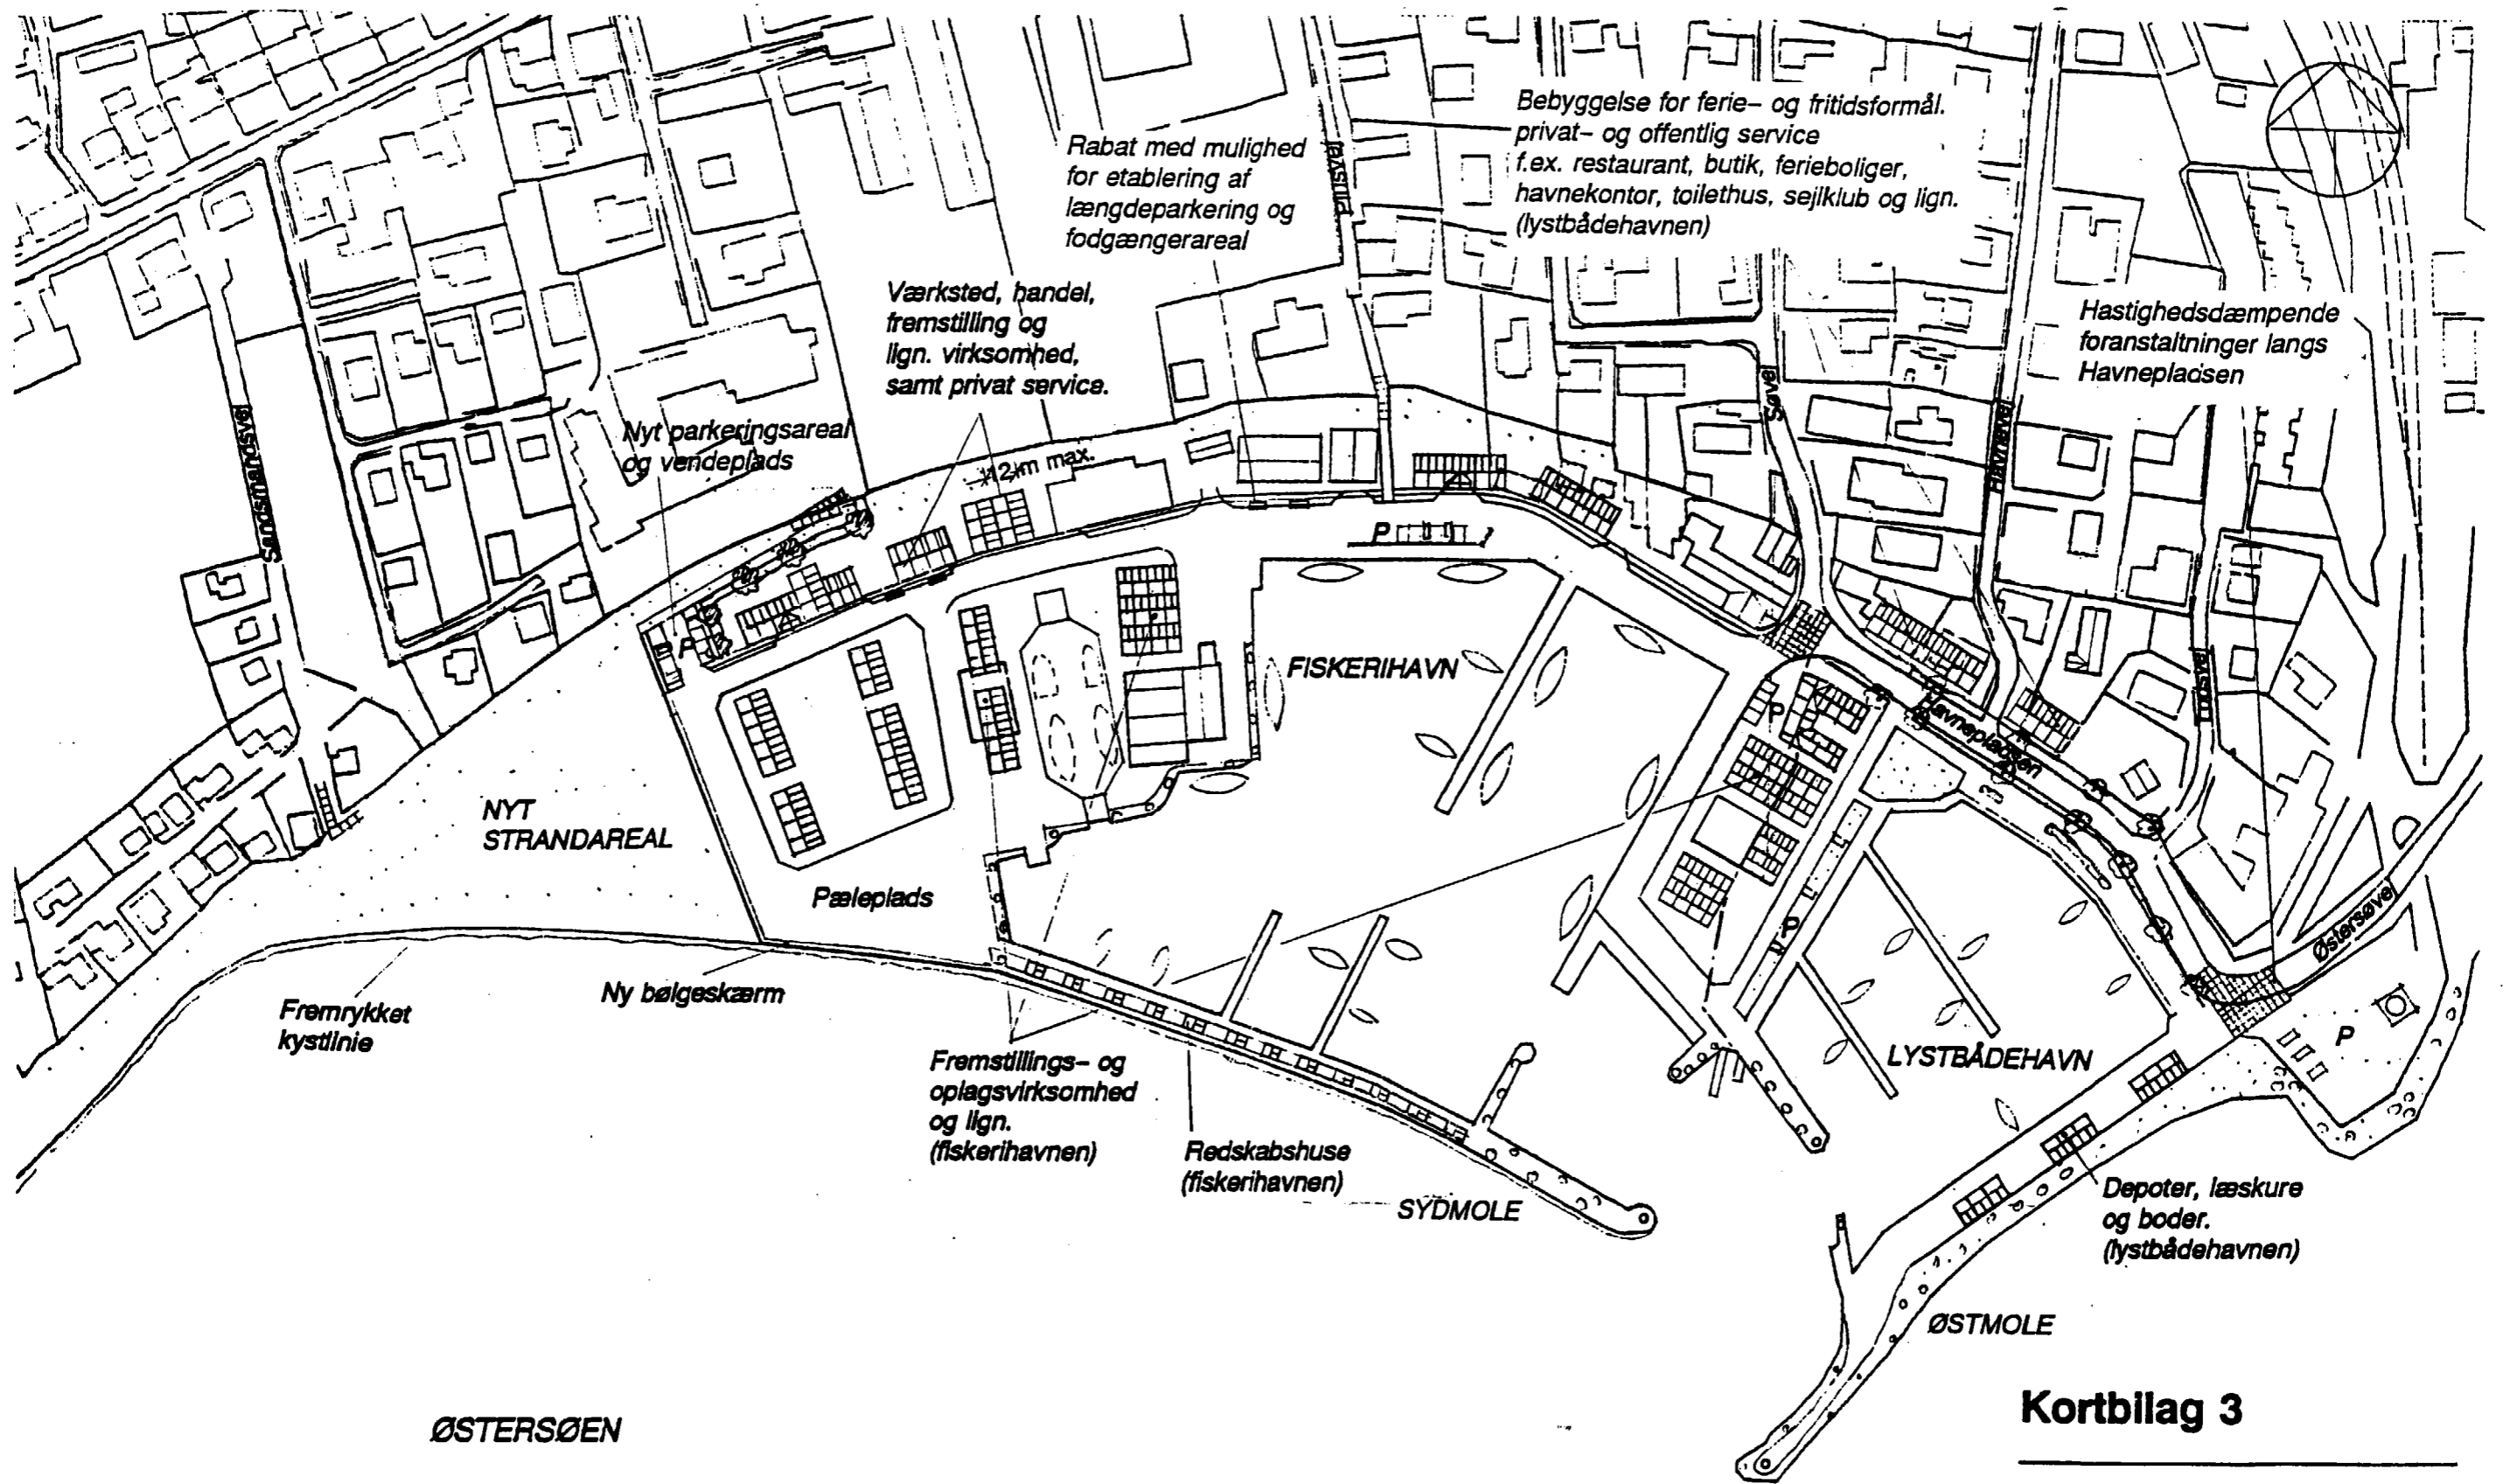 Bebyggelse for ferie- og fritidsformål.
privat- og offentlig service
f.ex. restaurant, butik, ferieboliger,
havnekontor, toilethus, sejlklub og lign.
(lystbådehavnen)
Rabat med mulighed
for etablering af
længdeparkering og
fodgængerareal
Værksted, handel,
fremstilling og
lign. virksomhed,
samt privat service.
Hastighedsdæmpende
foranstaltninger langs
Havnepladsen
Nyt parkeringsareal
og vendeplads
12 m max.
Sandsmandsvej
Søvej
Havnevej
Lodsvej
P
P
FISKERIHAVN
P
Havnepladsen
NYT
STRANDAREAL
Pæleplads
P
Østersøvej
Fremrykket
kystlinie
Ny bølgeskærm
P
LYSTBÅDEHAVN
Fremstillings- og
oplagsvirksomhed
og lign.
(fiskerihavnen)
Redskabshuse
(fiskerihavnen)
SYDMOLE
Depoter, læskure
og boder.
(lystbådehavnen)
ØSTMOLE
Kortbilag 3
ØSTERSØEN